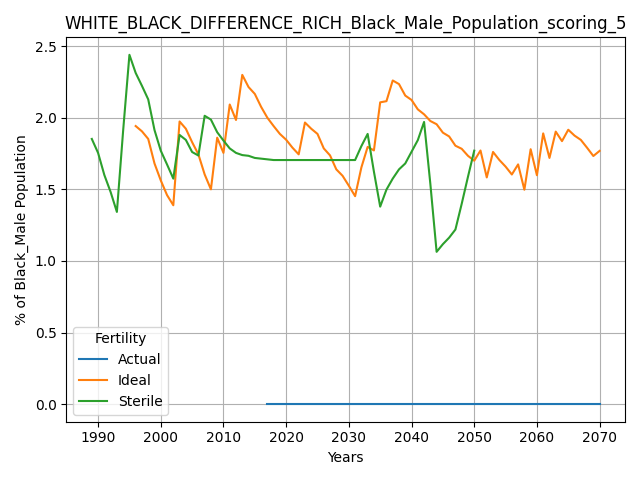 WHITE_BLACK_DIFFERENCE_RICH_Black_Male_Population_scoring_5
% of Black_Male Population
2.5
2.0
1.5
1.0
0.5
0.0
Fertility
Actual
Ideal
Sterile
1990 2000 2010 2020 2030 2040 2050 2060 2070
Years